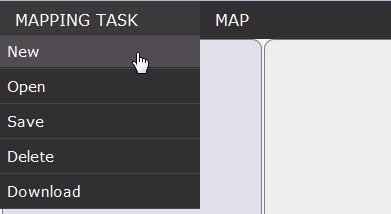 MAPPING TASK MAP
New
Open
Save
Delete
Download